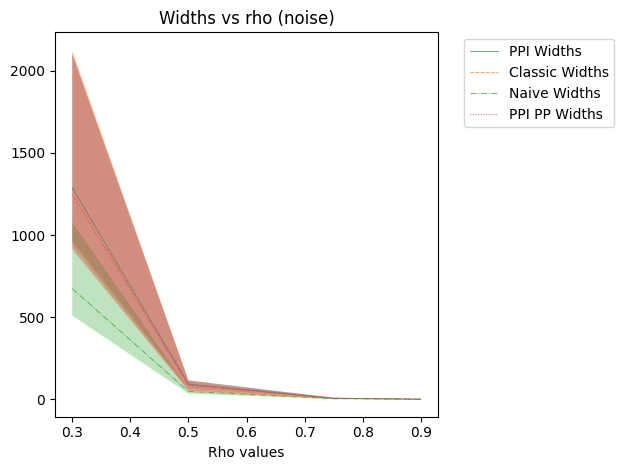 Widths vs rho (noise)
PPI Widths
Classic Widths
Naive Widths
PPI PP Widths
2000
1500
1000
500
0
0.3 0.4 0.5 0.6 0.7 0.8 0.9
Rho values